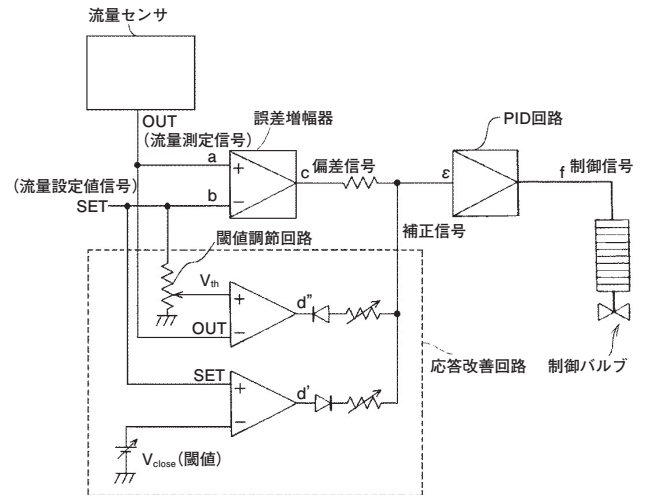 流量センサ
OUT
(流量測定信号)
誤差増幅器
PID回路
a
+
c 偏差信号
ε
f 制御信号
(流量設定値信号)
SET
b
−
補正信号
閾値調節回路
Vth
+
d"
OUT
−
応答改善回路
制御バルブ
SET
+
d'
−
Vclose(閾値)